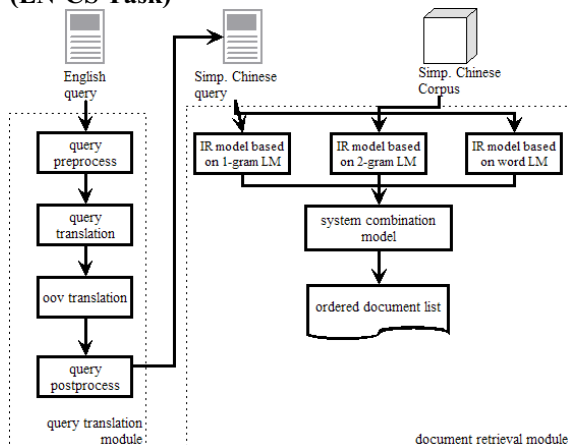 (EN-CS Task)
English
query
Simp. Chinese
query
Simp. Chinese
Corpus
query
preprocess
query
translation
oov translation
query
postprocess
query translation
module
IR model based
on 1-gram LM
IR model based
on 2-gram LM
IR model based
on word LM
system combination
model
ordered document list
document retrieval module